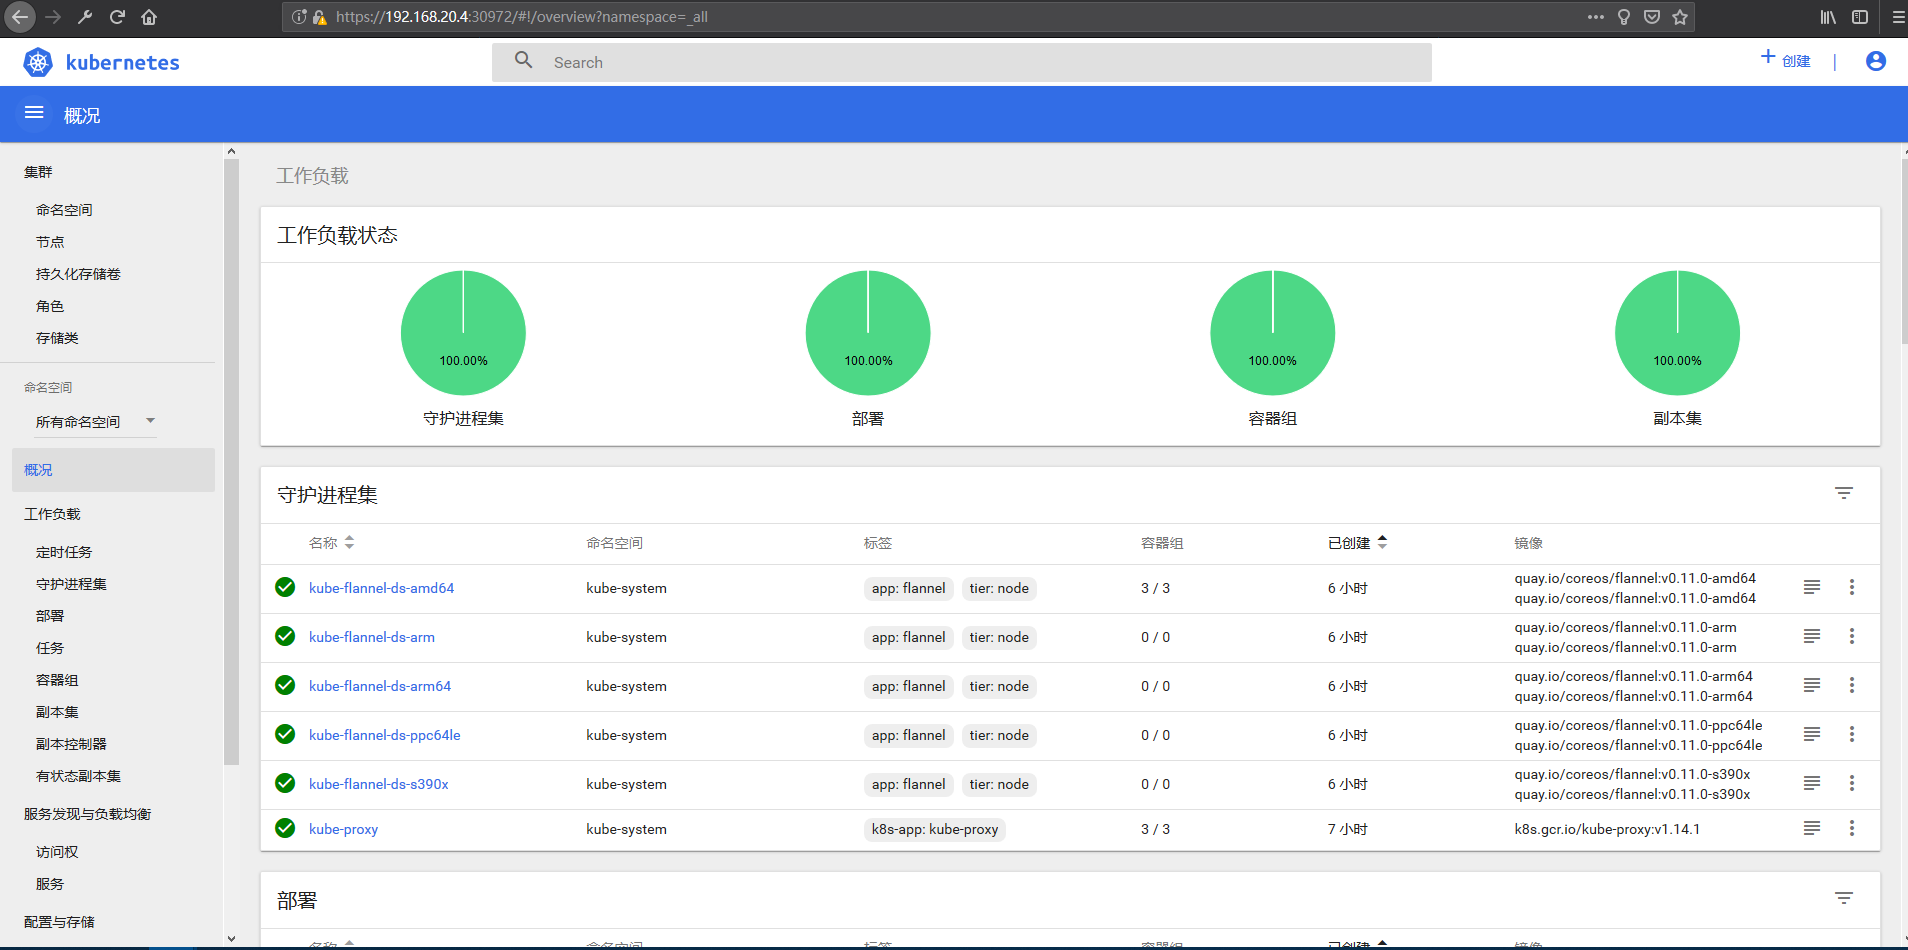 https://192.168.20.4:30972/#!/overview?namespace=_all
kubernetes
Search
创建
概况
集群
命名空间
节点
持久化存储卷
角色
存储类
命名空间
所有命名空间
概况
工作负载
定时任务
守护进程集
部署
任务
容器组
副本集
副本控制器
有状态副本集
服务发现与负载均衡
访问权
服务
配置与存储
工作负载
工作负载状态
100.00% 100.00% 100.00% 100.00%
守护进程集 部署 容器组 副本集
守护进程集
名称 命名空间 标签 容器组 已创建 镜像
kube-flannel-ds-amd64 kube-system app: flannel tier: node 3 / 3 6 小时 quay.io/coreos/flannel:v0.11.0-amd64
quay.io/coreos/flannel:v0.11.0-amd64
kube-flannel-ds-arm kube-system app: flannel tier: node 0 / 0 6 小时 quay.io/coreos/flannel:v0.11.0-arm
quay.io/coreos/flannel:v0.11.0-arm
kube-flannel-ds-arm64 kube-system app: flannel tier: node 0 / 0 6 小时 quay.io/coreos/flannel:v0.11.0-arm64
quay.io/coreos/flannel:v0.11.0-arm64
kube-flannel-ds-ppc64le kube-system app: flannel tier: node 0 / 0 6 小时 quay.io/coreos/flannel:v0.11.0-ppc64le
quay.io/coreos/flannel:v0.11.0-ppc64le
kube-flannel-ds-s390x kube-system app: flannel tier: node 0 / 0 6 小时 quay.io/coreos/flannel:v0.11.0-s390x
quay.io/coreos/flannel:v0.11.0-s390x
kube-proxy kube-system k8s-app: kube-proxy 3 / 3 7 小时 k8s.gcr.io/kube-proxy:v1.14.1
部署
名称 命名空间 标签 容器组 已创建 镜像